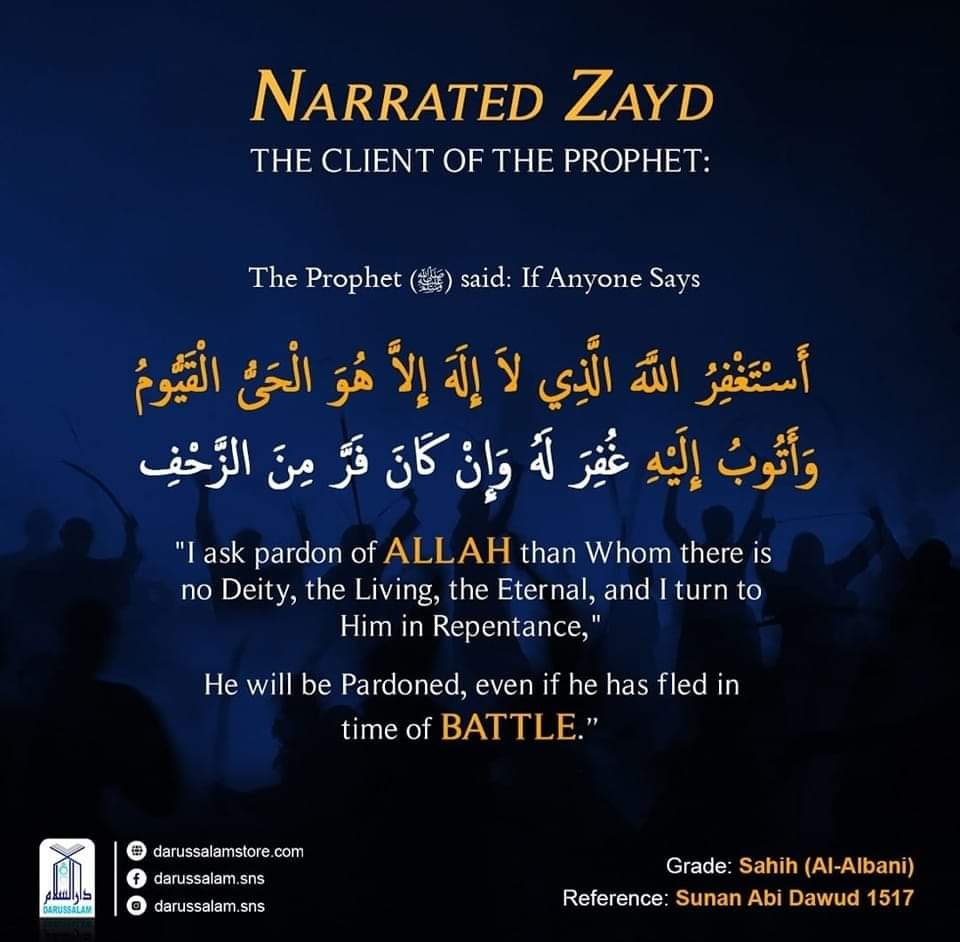 NARRATED ZAYD
THE CLIENT OF THE PROPHET:
The Prophet (ﷺ) said: If Anyone Says
أَسْتَغْفِرُ اللَّهَ الَّذِي لاَ إِلَهَ إِلاَّ هُوَ الْحَىُّ الْقَيُّومُ
وَأَتُوبُ إِلَيْهِ غُفِرَ لَهُ وَإِنْ كَانَ فَرَّ مِنَ الزَّحْفِ
"I ask pardon of ALLAH than Whom there is
no Deity, the Living, the Eternal, and I turn to
Him in Repentance,"
He will be Pardoned, even if he has fled in
time of BATTLE.”
دار السلام
DARUSSALAM
darussalamstore.com
darussalam.sns
darussalam.sns
Grade: Sahih (Al-Albani)
Reference: Sunan Abi Dawud 1517